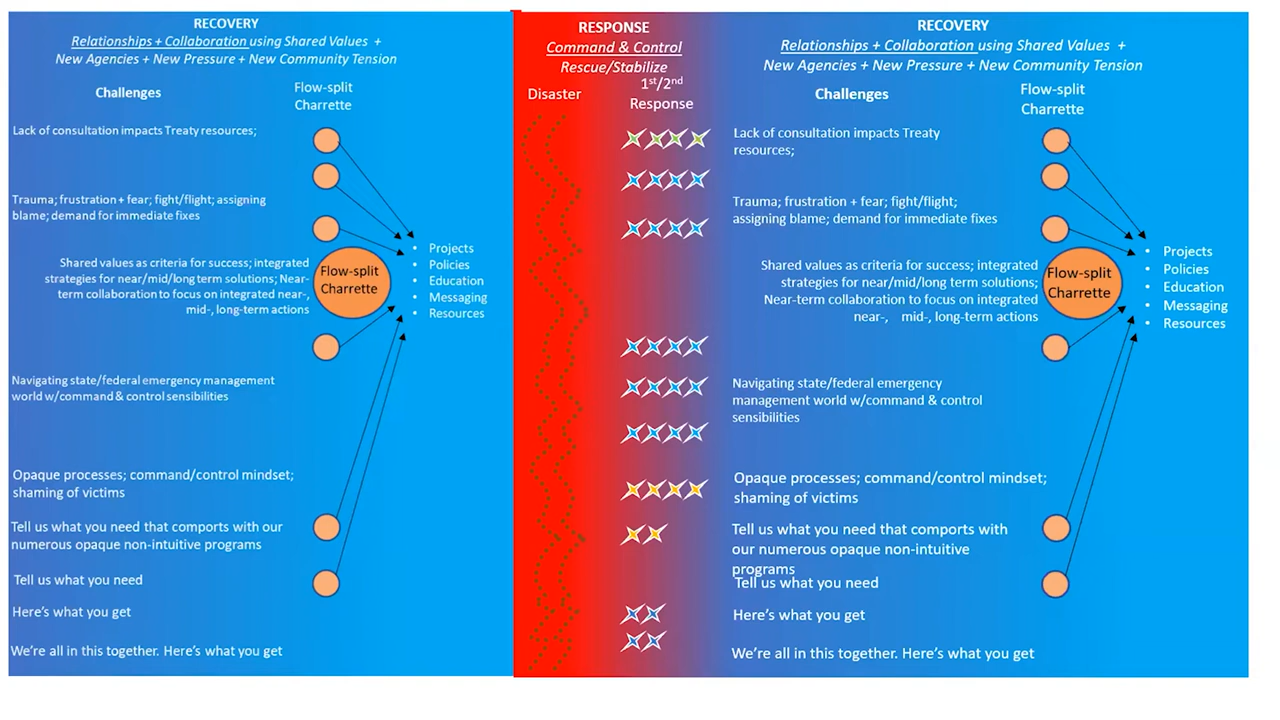 RECOVERY
Relationships + Collaboration using Shared Values +
New Agencies + New Pressure + New Community Tension
Challenges
Flow-split
Charrette
Lack of consultation impacts Treaty resources;
Trauma; frustration + fear; fight/flight; assigning
blame; demand for immediate fixes
Shared values as criteria for success; integrated
strategies for near/mid/long term solutions; Near-
term collaboration to focus on integrated near-,
mid-, long-term actions
Flow-split
Charrette
• Projects
• Policies
• Education
• Messaging
• Resources
Navigating state/federal emergency management
world w/command & control sensibilities
Opaque processes; command/control mindset;
shaming of victims
Tell us what you need that comports with our
numerous opaque non-intuitive programs
Tell us what you need
Here's what you get
We're all in this together. Here's what you get
RESPONSE
Command & Control
Rescue/Stabilize
Disaster
1st/2nd
Response
RECOVERY
Relationships + Collaboration using Shared Values +
New Agencies + New Pressure + New Community Tension
Challenges
Flow-split
Charrette
Lack of consultation impacts Treaty
resources;
Trauma; frustration + fear; fight/flight;
assigning blame; demand for immediate fixes
Shared values as criteria for success; integrated
strategies for near/mid/long term solutions;
Near-term collaboration to focus on integrated
near-, mid-, long-term actions
Flow-split
Charrette
• Projects
• Policies
• Education
• Messaging
• Resources
Navigating state/federal emergency
management world w/command & control
sensibilities
Opaque processes; command/control mindset;
shaming of victims
Tell us what you need that comports with
our numerous opaque non-intuitive
programs
Tell us what you need
Here's what you get
We're all in this together. Here's what you get